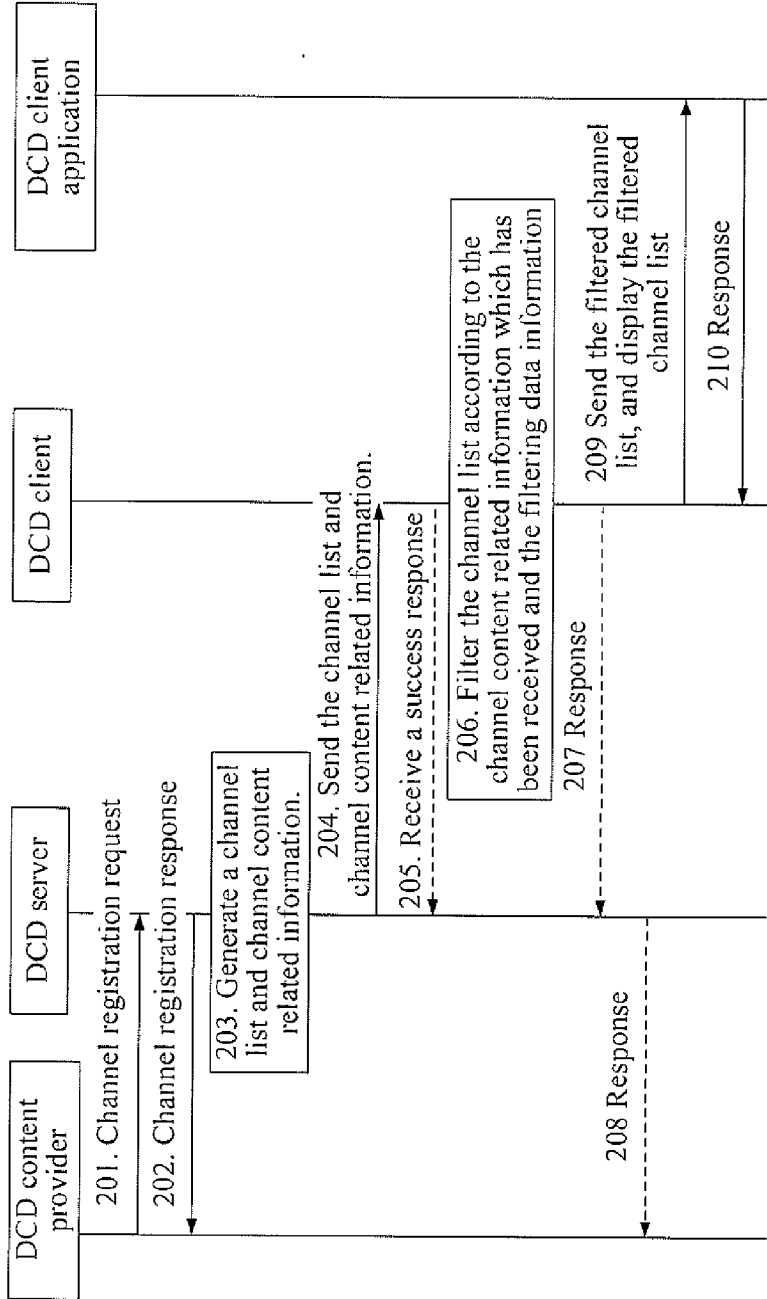 DCD content
provider
DCD server
DCD client
DCD client
application
201. Channel registration request
202. Channel registration response
203. Generate a channel
list and channel content
related information.
204. Send the channel list and
channel content related information.
205. Receive a success response
206. Filter the channel list according to the
channel content related information which has
been received and the filtering data information
207 Response
208 Response
209 Send the filtered channel
list, and display the filtered
channel list
210 Response